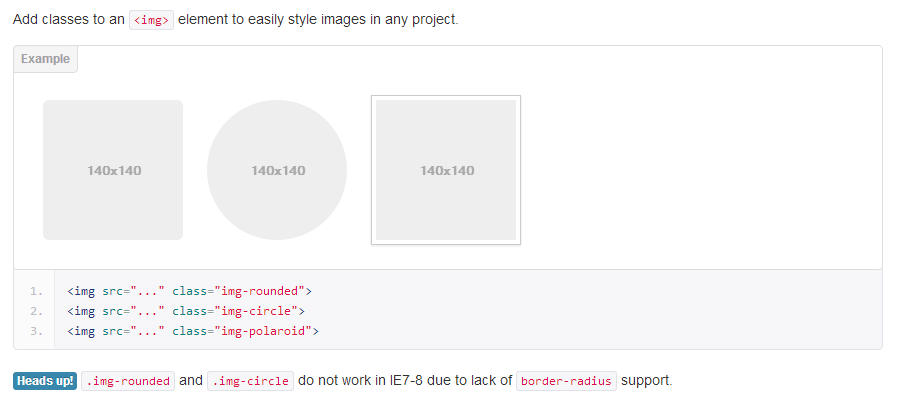 Add classes to an <img> element to easily style images in any project.
Example
140x140 140x140 140x140
1. <img src="..." class="img-rounded">
2. <img src="..." class="img-circle">
3. <img src="..." class="img-polaroid">
Heads up! .img-rounded and .img-circle do not work in IE7-8 due to lack of border-radius support.